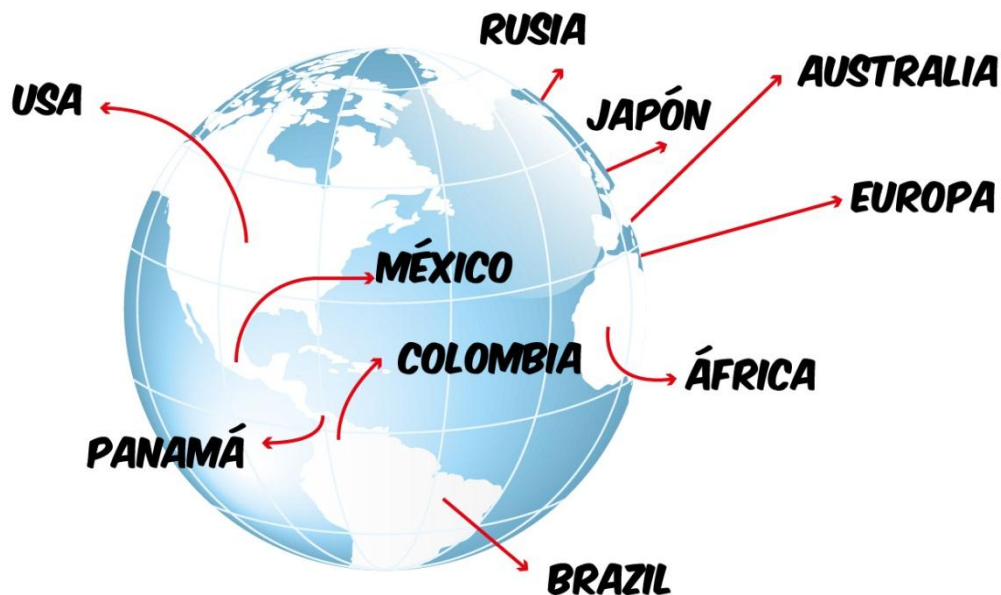 RUSIA
AUSTRALIA
USA
JAPÓN
EUROPA
MÉXICO
COLOMBIA
ÁFRICA
PANAMÁ
BRAZIL